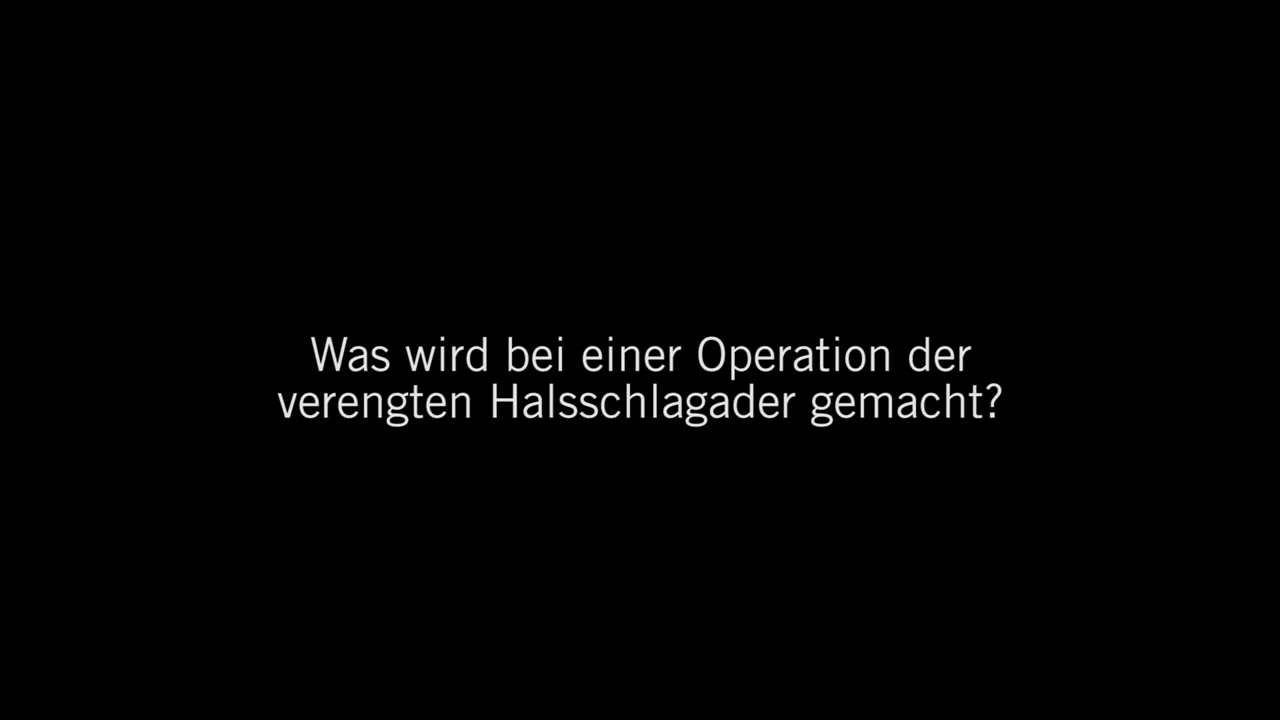 Was wird bei einer Operation der
verengten Halsschlagader gemacht?